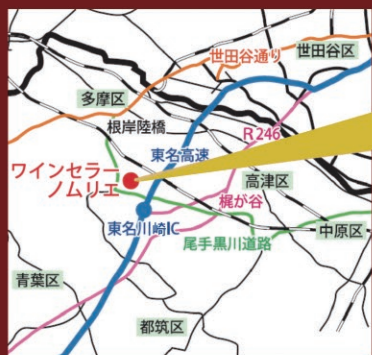 世田谷通り
世田谷区
多摩区
根岸陸橋
R246
東名高速
ワインセラー
ノムリエ
高津区
梶が谷
東名川崎IC
中原区
尾手黒川道路
青葉区
都筑区